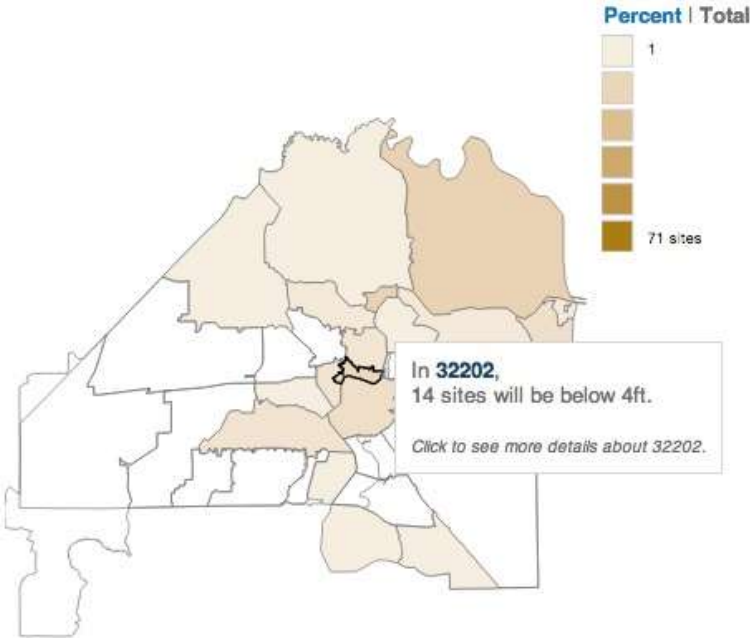 Percent | Total
1
71 sites
In 32202,
14 sites will be below 4ft.
Click to see more details about 32202.